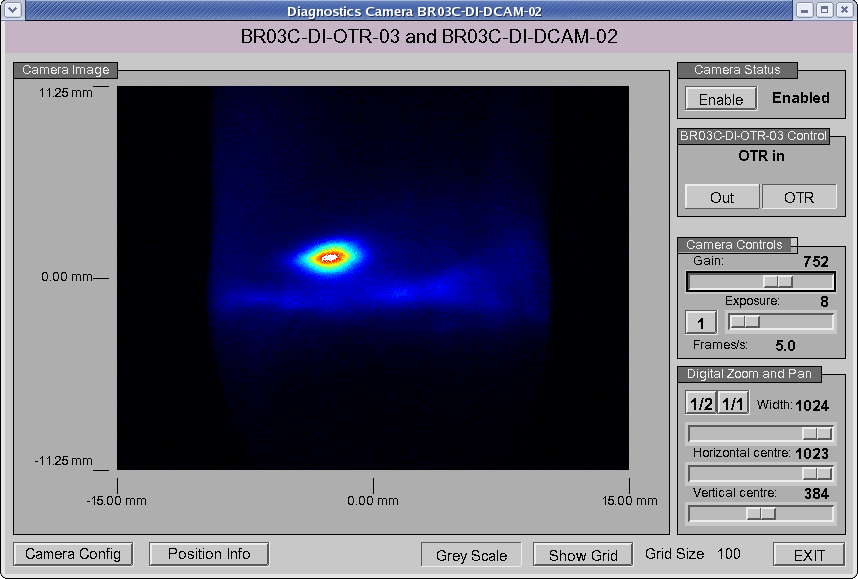 Diagnostics Camera BR03C-DI-DCAM-02
BR03C-DI-OTR-03 and BR03C-DI-DCAM-02
Camera Image
11.25 mm
0.00 mm
-11.25 mm
-15.00 mm
0.00 mm
15.00 mm
Camera Status
Enable Enabled
BR03C-DI-OTR-03 Control
OTR in
Out OTR
Camera Controls
Gain: 752
Exposure: 8
1
Frames/s: 5.0
Digital Zoom and Pan
1/2 1/1 Width: 1024
Horizontal centre: 1023
Vertical centre: 384
Camera Config Position Info Grey Scale Show Grid Grid Size 100 EXIT